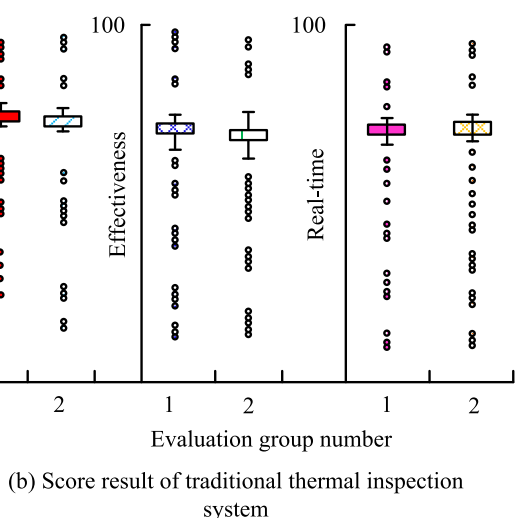 100
100
Effectiveness
Real-time
2
1
2
1
2
Evaluation group number
(b) Score result of traditional thermal inspection
system